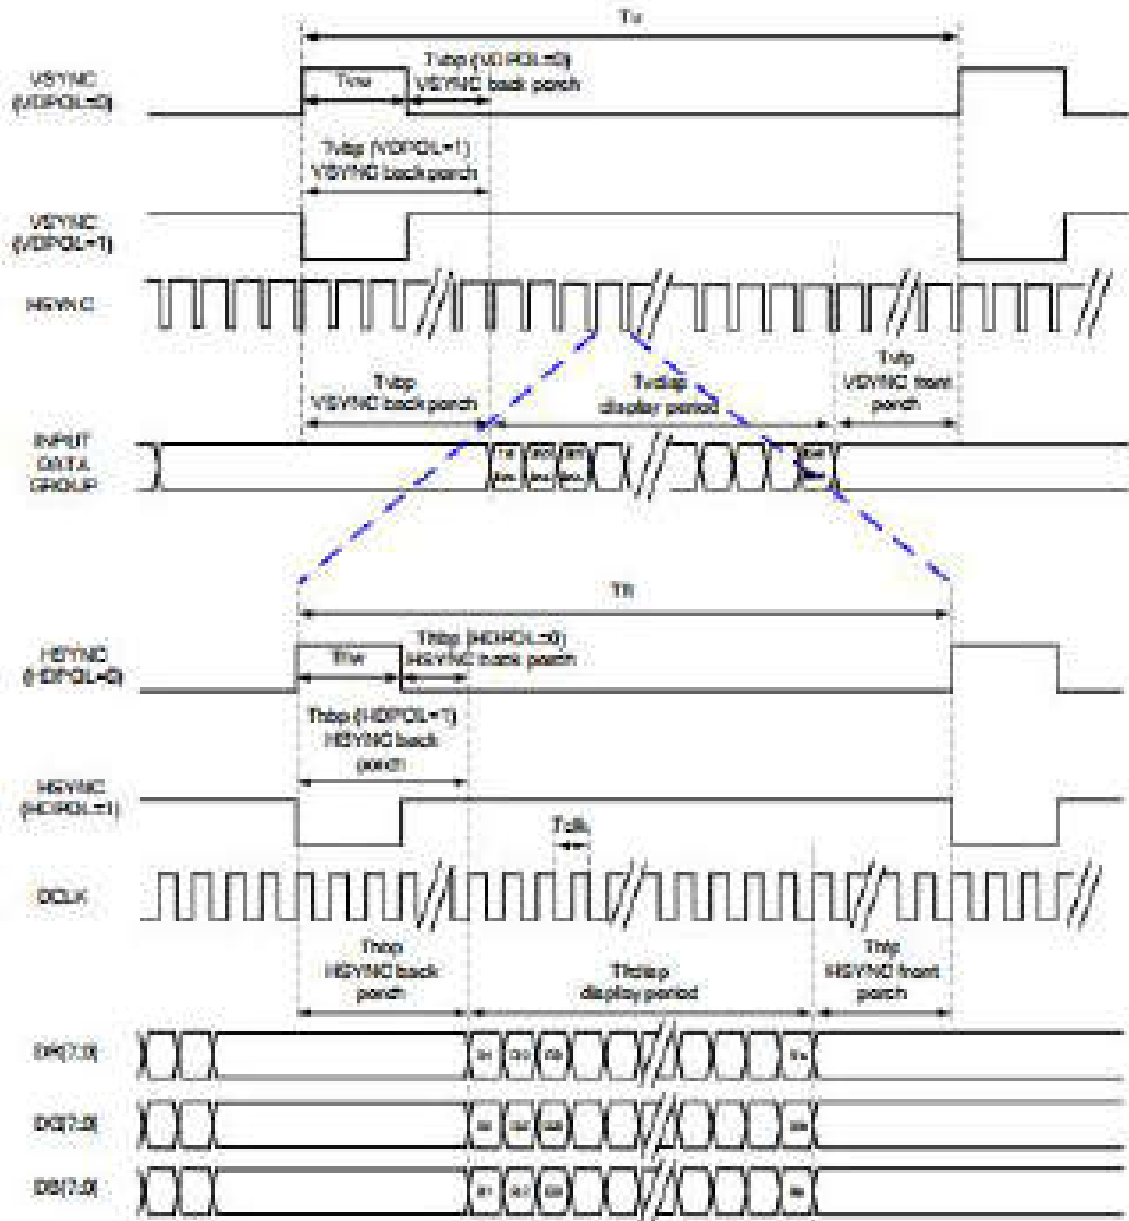 Tv
Tvbp (VDPOL=0)
VSYNC back porch
Tvw
VSYNC
(VDPOL=0)
Tvbp (VDPOL=1)
VSYNC back porch
VSYNC
(VDPOL=1)
HSYNC
Tvbp
VSYNC back porch
Tvdisp
display period
Tvfp
VSYNC front
porch
INPUT
DATA
GROUP
Th
Thbp (HDPOL=0)
HSYNC back porch
Thw
HSYNC
(HDPOL=0)
Thbp (HDPOL=1)
HSYNC back
porch
HSYNC
(HDPOL=1)
Tclk
DCLK
Thbp
HSYNC back
porch
Thdisp
display period
Thfp
HSYNC front
porch
DR[7:0]
DG[7:0]
DB[7:0]